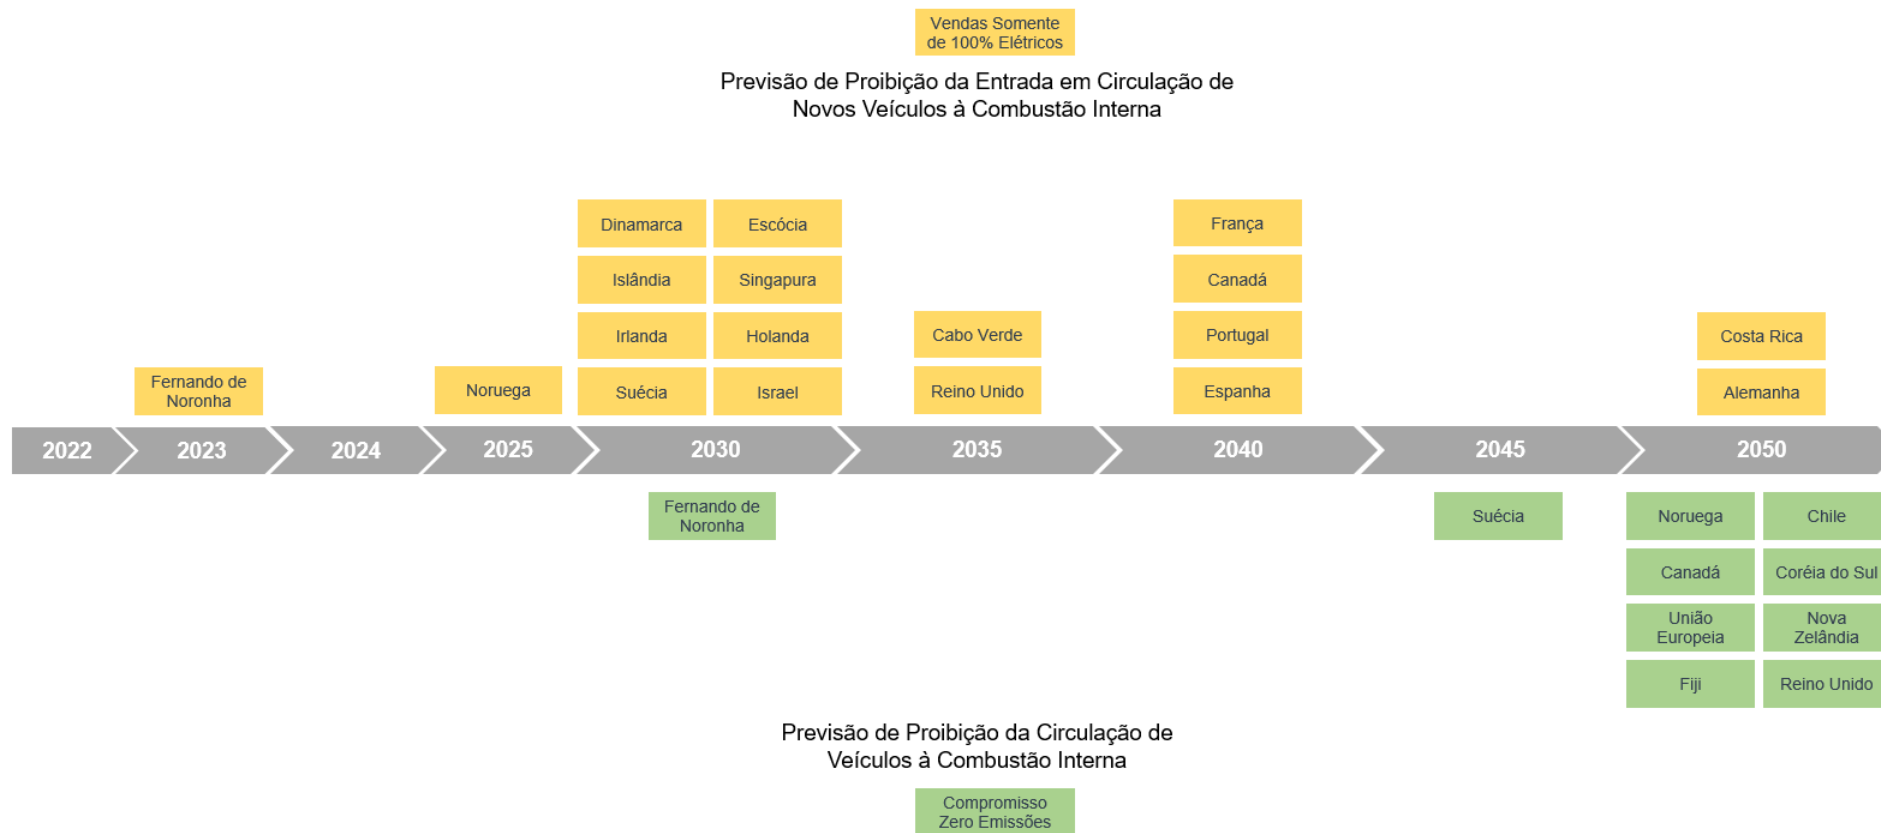 Vendas Somente
de 100% Elétricos
Previsão de Proibição da Entrada em Circulação de
Novos Veículos à Combustão Interna
Dinamarca
Escócia
França
Islândia
Singapura
Canadá
Irlanda
Holanda
Cabo Verde
Portugal
Costa Rica
Fernando de
Noronha
Noruega
Suécia
Israel
Reino Unido
Espanha
Alemanha
2022
2023
2024
2025
2030
2035
2040
2045
2050
Fernando de
Noronha
Suécia
Noruega
Chile
Canadá
Coréia do Sul
União
Europeia
Nova
Zelândia
Fiji
Reino Unido
Previsão de Proibição da Circulação de
Veículos à Combustão Interna
Compromisso
Zero Emissões